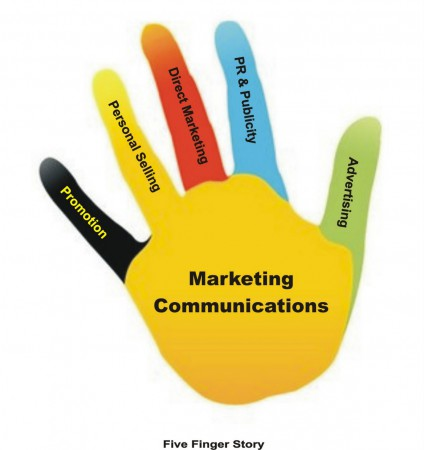 Promotion
Personal Selling
Direct Marketing
PR & Publicity
Advertising
Marketing
Communications
Five Finger Story